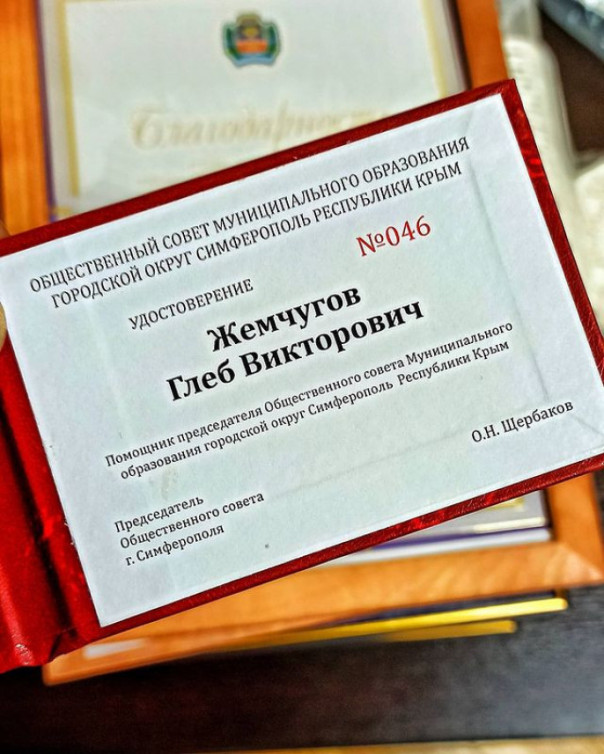 Благодарность
ОБЩЕСТВЕННЫЙ СОВЕТ МУНИЦИПАЛЬНОГО ОБРАЗОВАНИЯ
ГОРОДСКОЙ ОКРУГ СИМФЕРОПОЛЬ РЕСПУБЛИКИ КРЫМ
№046
УДОСТОВЕРЕНИЕ
Жемчугов
Глеб Викторович
Помощник председателя Общественного совета Муниципального
образования городской округ Симферополь Республики Крым
О.Н. Щербаков
Председатель
Общественного совета
г. Симферополя